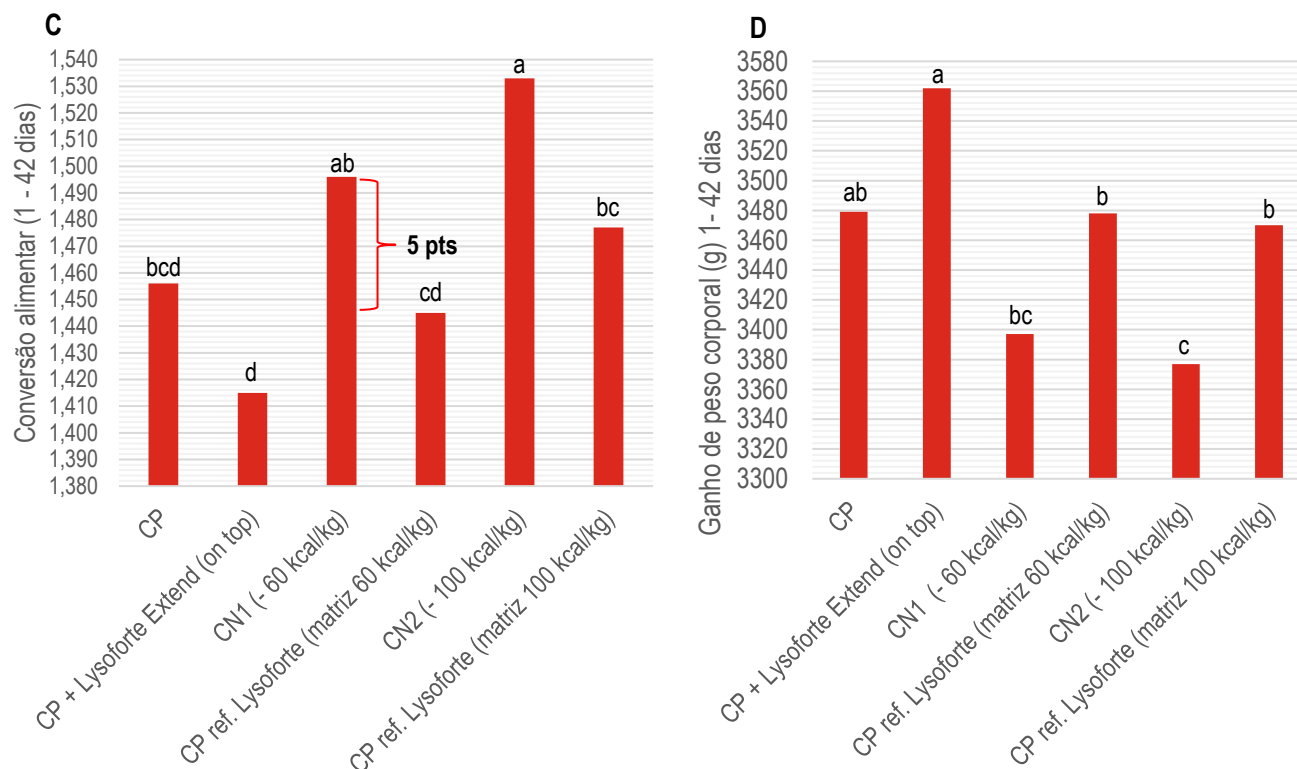 C
Conversão alimentar (1 - 42 dias)
1,540
1,530
1,520
1,510
1,500
1,490
1,480
1,470
1,460
1,450
1,440
1,430
1,420
1,410
1,400
1,390
1,380
bcd
d
ab
cd
a
bc
5 pts
CP
CP + Lysoforte Extend (on top)
CN1 (- 60 kcal/kg)
CP ref. Lysoforte (matriz 60 kcal/kg)
CN2 (- 100 kcal/kg)
CP ref. Lysoforte (matriz 100 kcal/kg)
D
Ganho de peso corporal (g) 1- 42 dias
3580
3560
3540
3520
3500
3480
3460
3440
3420
3400
3380
3360
3340
3320
3300
ab
a
bc
b
c
b
CP
CP + Lysoforte Extend (on top)
CN1 (- 60 kcal/kg)
CP ref. Lysoforte (matriz 60 kcal/kg)
CN2 (- 100 kcal/kg)
CP ref. Lysoforte (matriz 100 kcal/kg)